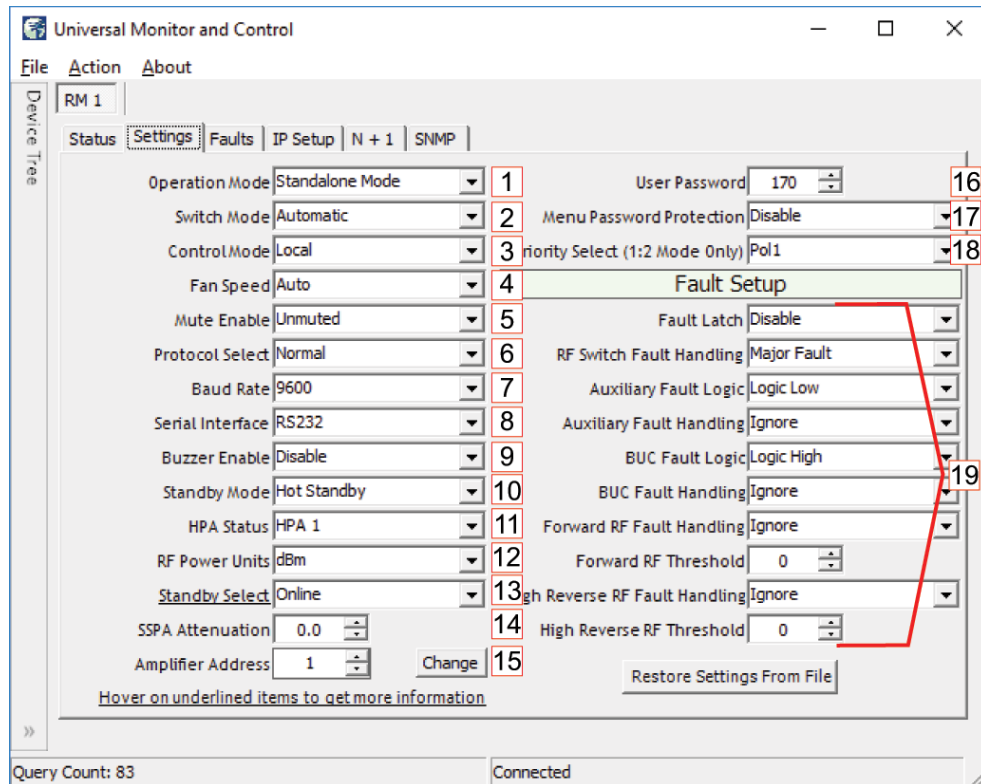 Universal Monitor and Control
File Action About
Device Tree
RM 1
Status Settings Faults IP Setup N + 1 SNMP
Operation Mode Standalone Mode 1
Switch Mode Automatic 2
Control Mode Local 3
Fan Speed Auto 4
Mute Enable Unmuted 5
Protocol Select Normal 6
Baud Rate 9600 7
Serial Interface RS232 8
Buzzer Enable Disable 9
Standby Mode Hot Standby 10
HPA Status HPA 1 11
RF Power Units dBm 12
Standby Select Online 13
SSPA Attenuation 0.0 14
Amplifier Address 1 Change 15
Hover on underlined items to get more information
User Password 170 16
Menu Password Protection Disable 17
riority Select (1:2 Mode Only) Pol1 18
Fault Setup
Fault Latch Disable
RF Switch Fault Handling Major Fault
Auxiliary Fault Logic Logic Low
Auxiliary Fault Handling Ignore
BUC Fault Logic Logic High
19
BUC Fault Handling Ignore
Forward RF Fault Handling Ignore
Forward RF Threshold 0
gh Reverse RF Fault Handling Ignore
High Reverse RF Threshold 0
Restore Settings From File
»
Query Count: 83
Connected